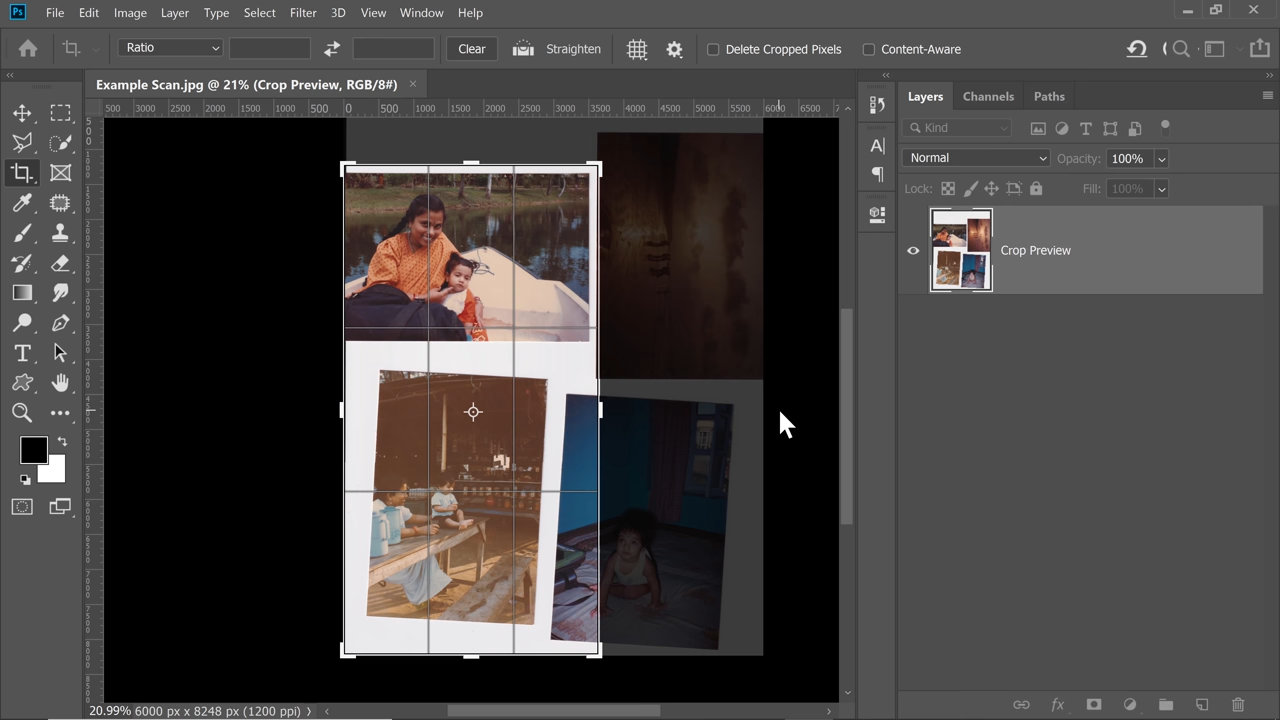 Ps File Edit Image Layer Type Select Filter 3D View Window Help
Ratio Clear Straighten Delete Cropped Pixels Content-Aware
Example Scan.jpg @ 21% (Crop Preview, RGB/8#) ×
500 3000 2500 2000 1500 1000 500 0 500 1000 1500 2000 2500 3000 3500 4000 4500 5000 5500 6000 6500
Layers Channels Paths
Kind
Normal Opacity: 100%
Lock: Fill: 100%
Crop Preview
20.99% 6000 px x 8248 px (1200 ppi)